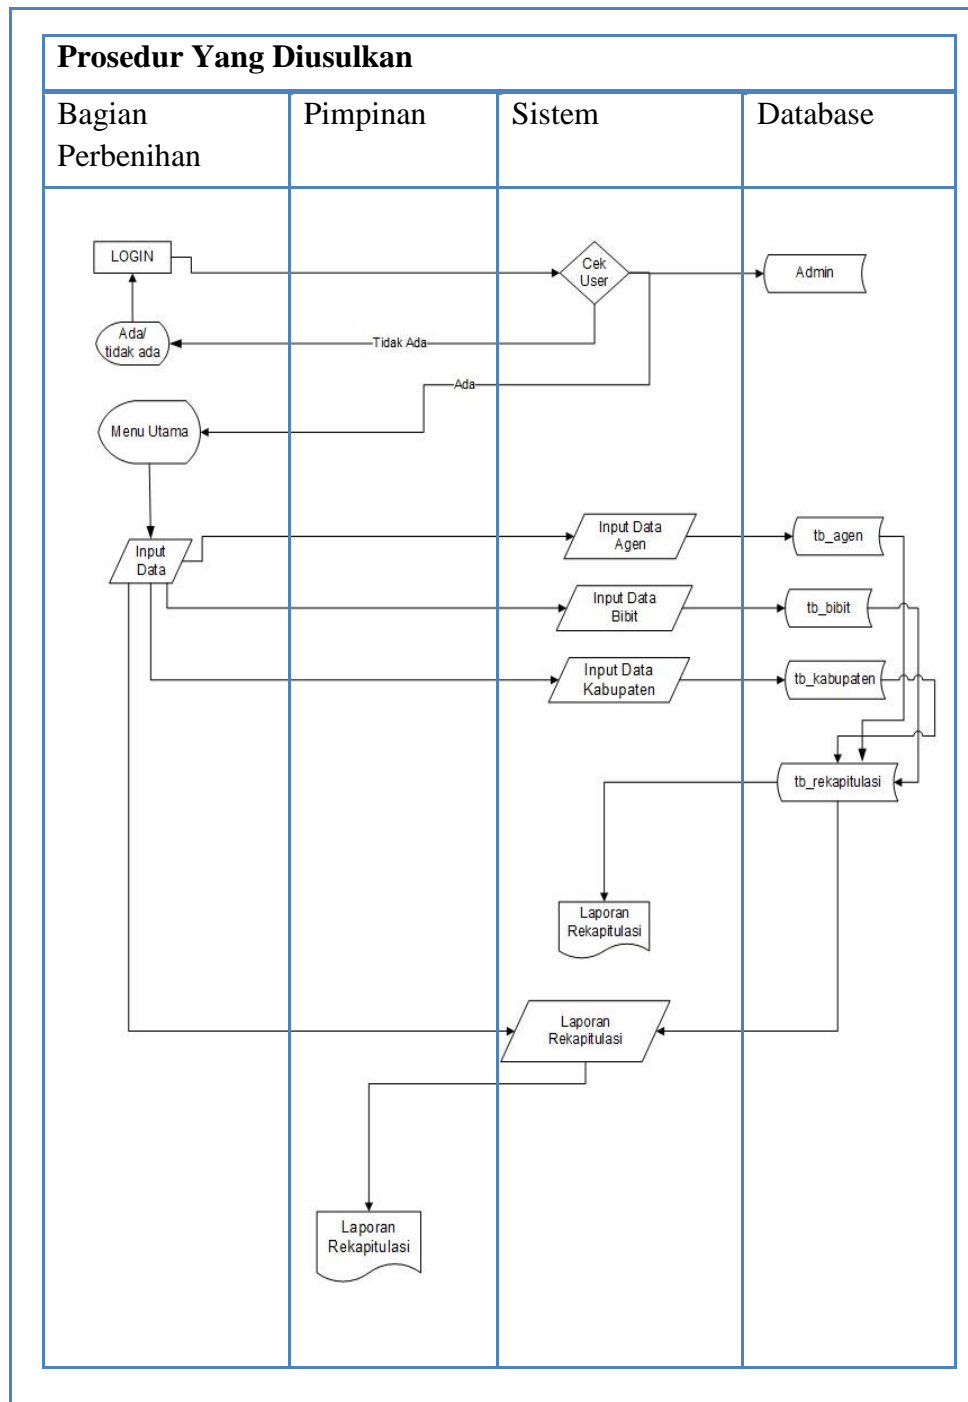 Prosedur Yang Diusulkan
Bagian
Perbenihan
Pimpinan
Sistem
Database
LOGIN
Cek
User
Admin
Ada/
tidak ada
Tidak Ada
Ada
Menu Utama
Input
Data
Input Data
Agen
tb_agen
Input Data
Bibit
tb_bibit
Input Data
Kabupaten
tb_kabupaten
tb_rekapitulasi
Laporan
Rekapitulasi
Laporan
Rekapitulasi
Laporan
Rekapitulasi